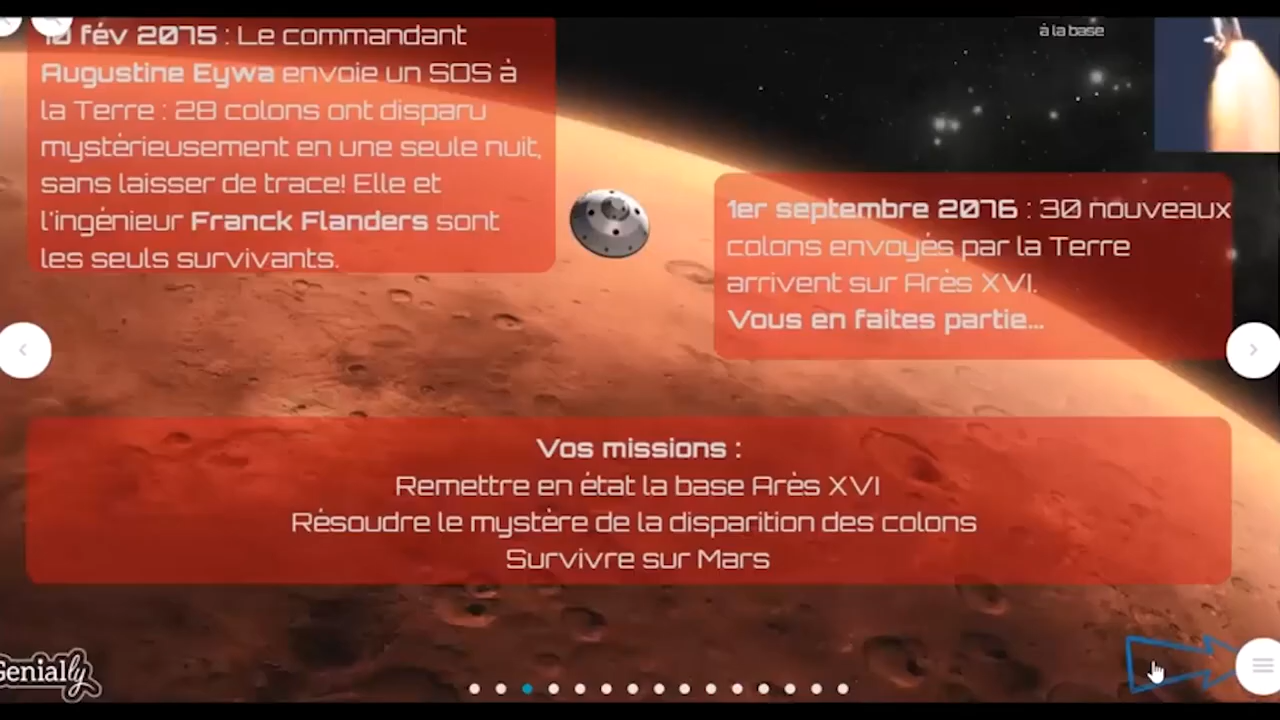 10 fév 2075 : Le commandant
Augustine Eywa envoie un SOS à
la Terre : 28 colons ont disparu
mystérieusement en une seule nuit,
sans laisser de trace! Elle et
l'ingénieur Franck Flanders sont
les seuls survivants.
à la base
1er septembre 2076 : 30 nouveaux
colons envoyés par la Terre
arrivent sur Arès XVI.
Vous en faites partie...
Vos missions :
Remettre en état la base Arès XVI
Résoudre le mystère de la disparition des colons
Survivre sur Mars
Genially